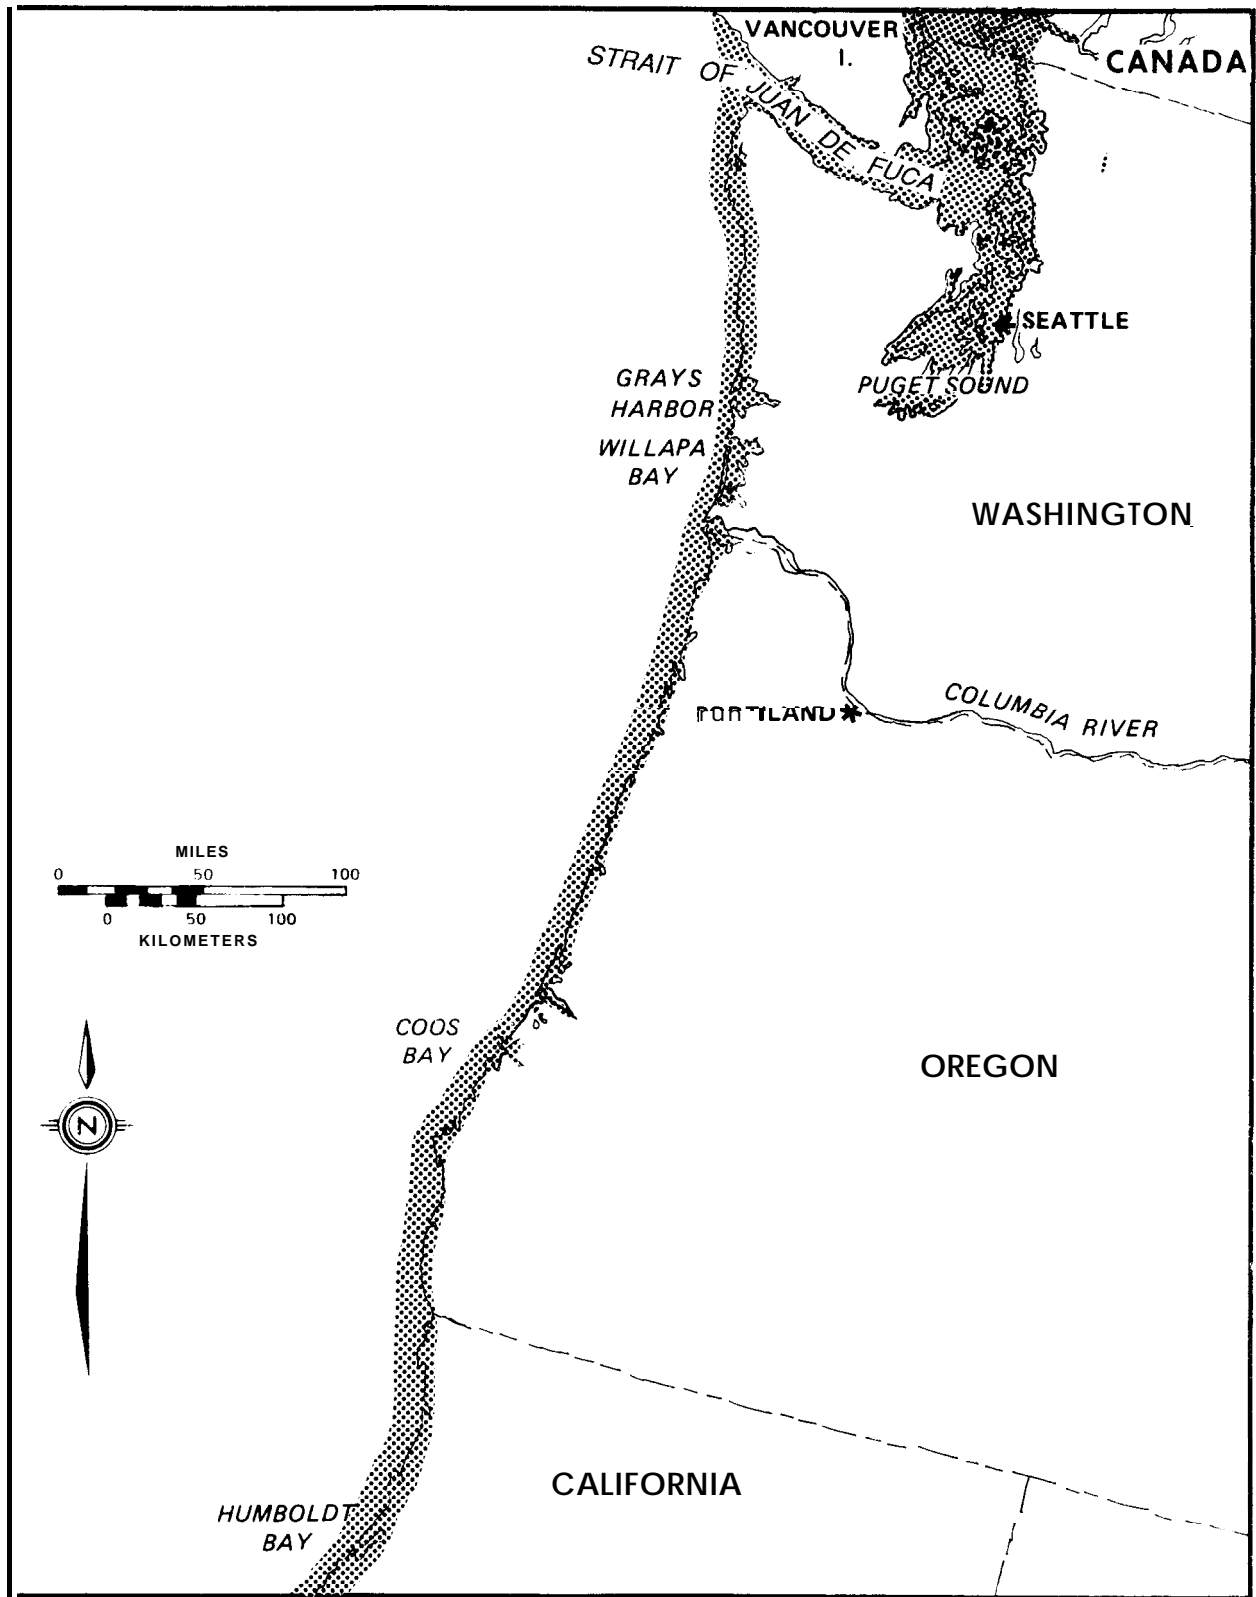 VANCOUVER
I.
CANADA
STRAIT OF JUAN DE FUCA
SEATTLE
PUGET SOUND
GRAYS
HARBOR
WILLAPA
BAY
WASHINGTON
PORTLAND
COLUMBIA RIVER
MILES
0 50 100
0 50 100
KILOMETERS
COOS
BAY
OREGON
N
CALIFORNIA
HUMBOLDT
BAY